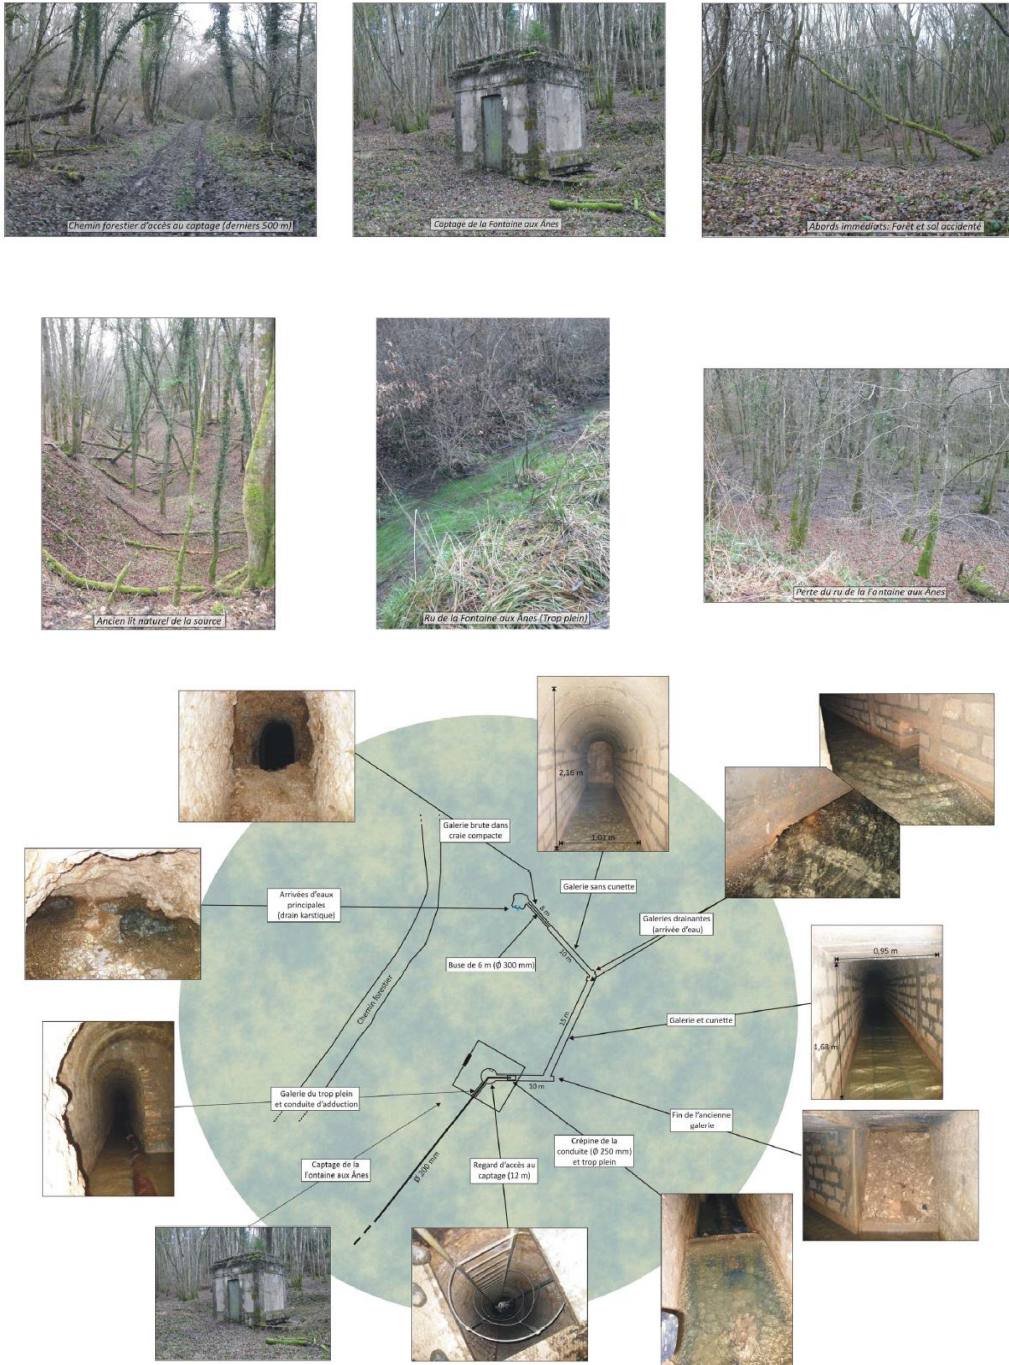 Chemin forestier d'accès au captage (derniers 500 m)
Captage de la Fontaine aux Ânes
Abords immédiats: Forêt et sol accidenté
Ancien lit naturel de la source
Ru de la Fontaine aux Ânes (Trop plein)
Perte du ru de la Fontaine aux Ânes
2,16 m
1,02 m
Galerie brute dans
craie compacte
Galerie sans cunette
Arrivées d'eaux
principales
(drain karstique)
8 m
Galeries drainantes
(arrivée d'eau)
10 m
Buse de 6 m (Ø 300 mm)
0,95 m
1,68 m
Chemin forestier
15 m
Galerie et cunette
Galerie du trop plein
et conduite d'adduction
10 m
Fin de l'ancienne
galerie
Captage de la
Fontaine aux Ânes
Ø 200 mm
Regard d'accès au
captage (12 m)
Crépine de la
conduite (Ø 250 mm)
et trop plein